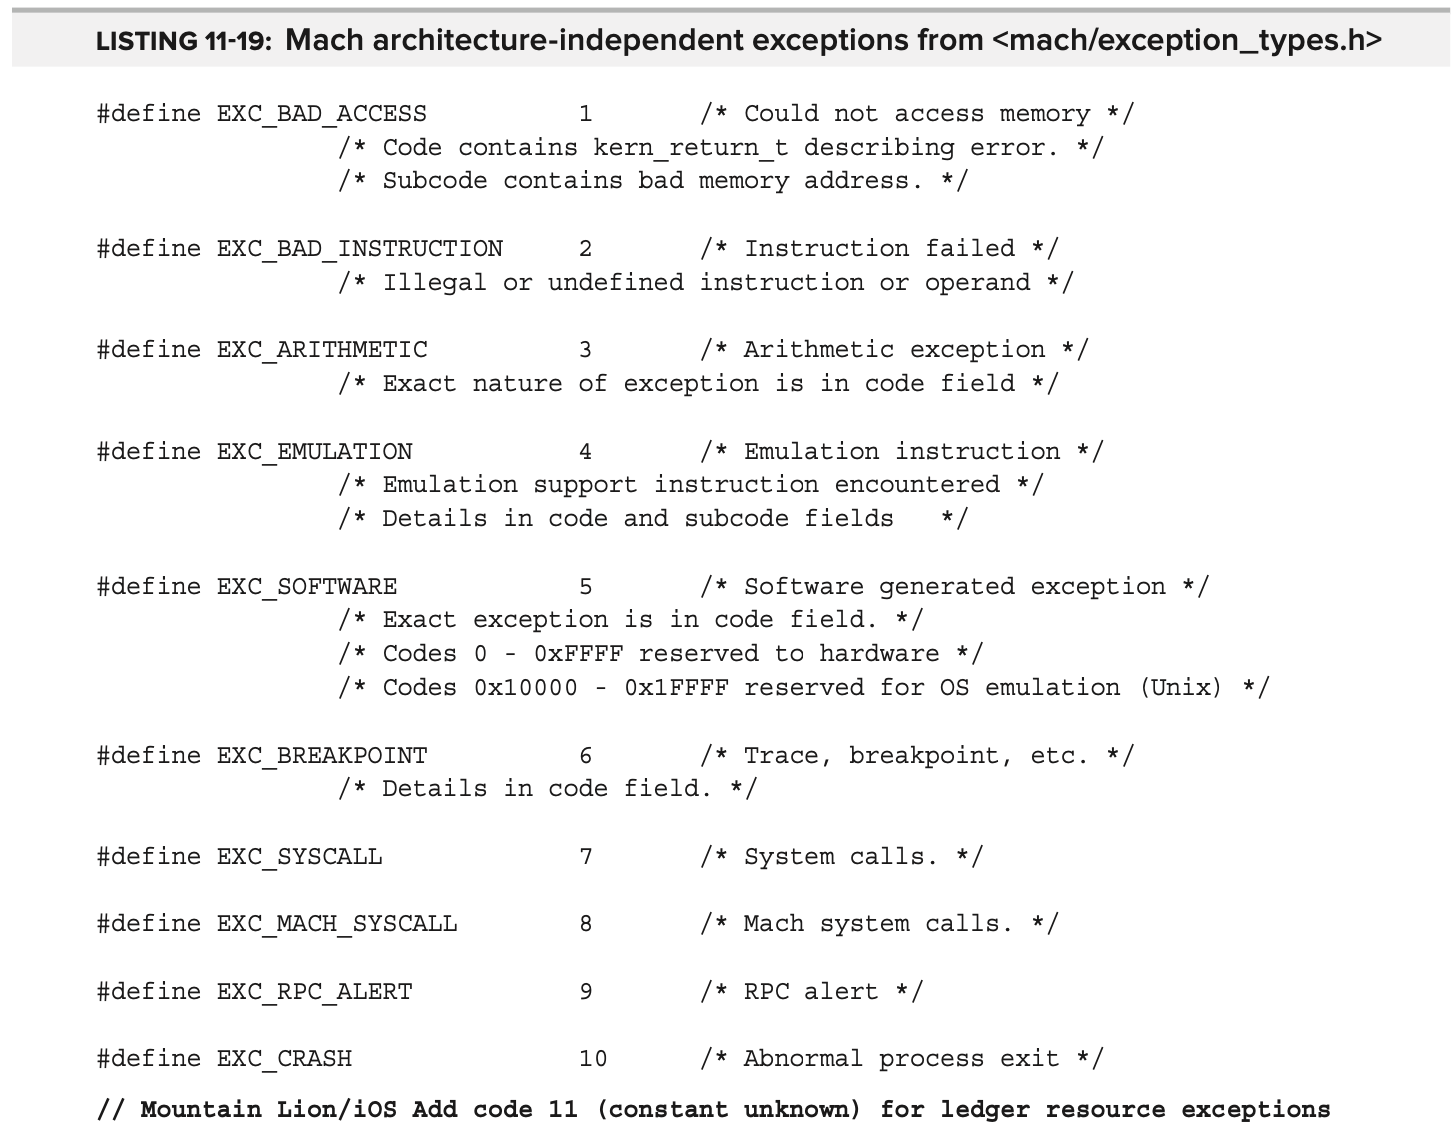 LISTING 11-19: Mach architecture-independent exceptions from <mach/exception_types.h>
#define EXC_BAD_ACCESS          1       /* Could not access memory */
                /* Code contains kern_return_t describing error. */
                /* Subcode contains bad memory address. */
#define EXC_BAD_INSTRUCTION     2       /* Instruction failed */
                /* Illegal or undefined instruction or operand */
#define EXC_ARITHMETIC          3       /* Arithmetic exception */
                /* Exact nature of exception is in code field */
#define EXC_EMULATION           4       /* Emulation instruction */
                /* Emulation support instruction encountered */
                /* Details in code and subcode fields   */
#define EXC_SOFTWARE            5       /* Software generated exception */
                /* Exact exception is in code field. */
                /* Codes 0 - 0xFFFF reserved to hardware */
                /* Codes 0x10000 - 0x1FFFF reserved for OS emulation (Unix) */
#define EXC_BREAKPOINT          6       /* Trace, breakpoint, etc. */
                /* Details in code field. */
#define EXC_SYSCALL             7       /* System calls. */
#define EXC_MACH_SYSCALL        8       /* Mach system calls. */
#define EXC_RPC_ALERT           9       /* RPC alert */
#define EXC_CRASH               10      /* Abnormal process exit */
// Mountain Lion/iOS Add code 11 (constant unknown) for ledger resource exceptions